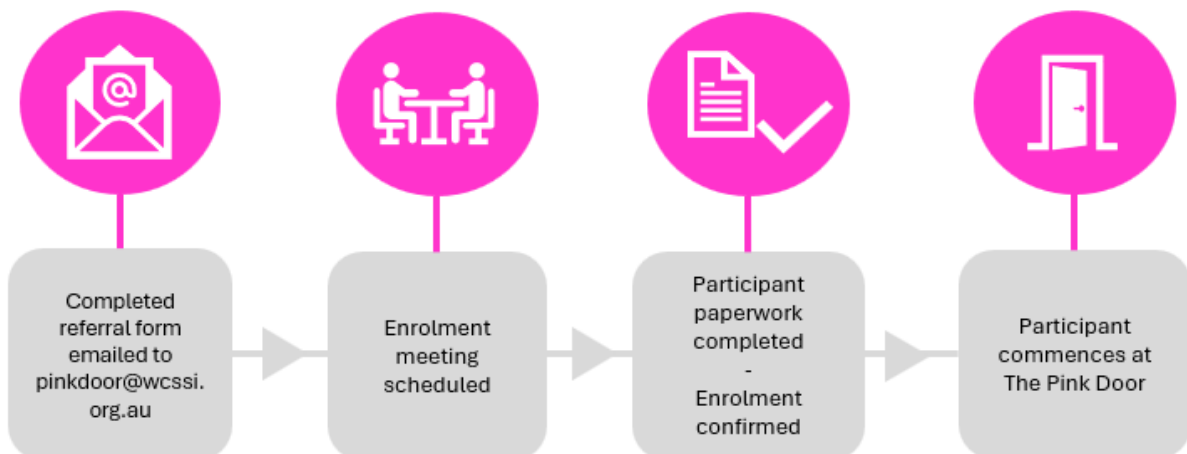 @
Completed
referral form
emailed to
pinkdoor@wcssi.
org.au
Enrolment
meeting
scheduled
Participant
paperwork
completed
-
Enrolment
confirmed
Participant
commences at
The Pink Door